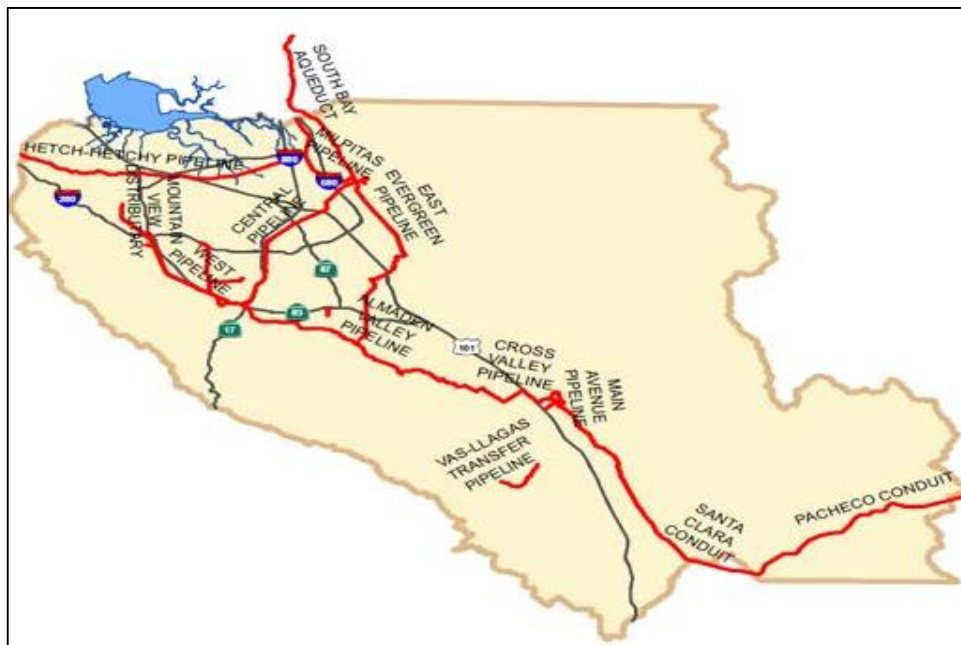 SOUTH BAY
AQUEDUCT
MILPITAS
PIPELINE
HETCH-HETCHY PIPELINE
880
680
280
EAST
EVERGREEN
PIPELINE
MOUNTAIN
VIEW
DISTRIBUTARY
CENTRAL
PIPELINE
WEST
PIPELINE
87
85
17
ALMADEN
VALLEY
PIPELINE
101
CROSS
VALLEY
PIPELINE
MAIN
AVENUE
PIPELINE
VAS-LLAGAS
TRANSFER
PIPELINE
SANTA
CLARA
CONDUIT
PACHECO CONDUIT